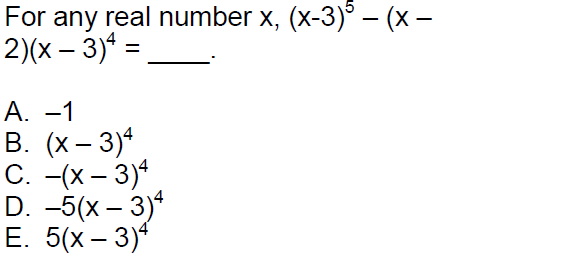 For any real number x, (x-3)⁵ – (x –
2)(x – 3)⁴ = ____.
A. –1
B. (x – 3)⁴
C. –(x – 3)⁴
D. –5(x – 3)⁴
E. 5(x – 3)⁴